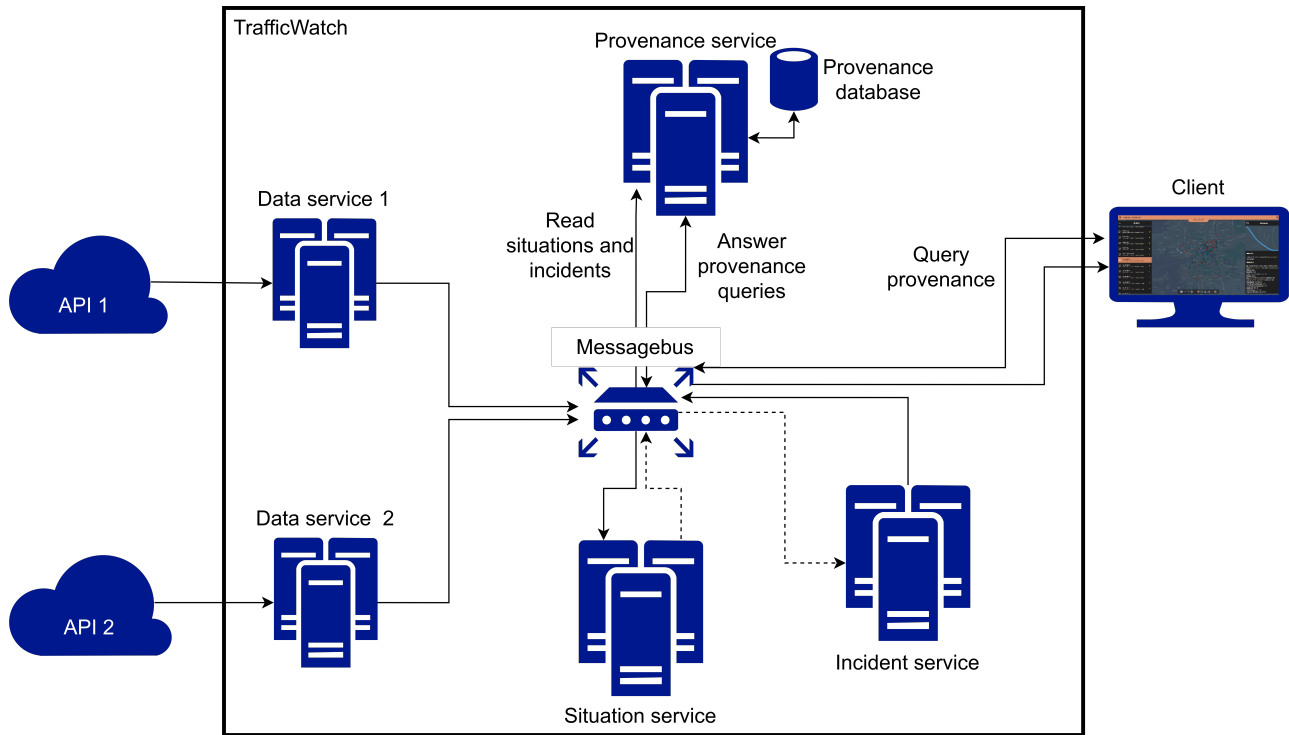 TrafficWatch
Provenance service
Provenance
database
Data service 1
Client
Read
situations and
incidents
Answer
provenance
queries
Query
provenance
API 1
Messagebus
Data service 2
API 2
Incident service
Situation service